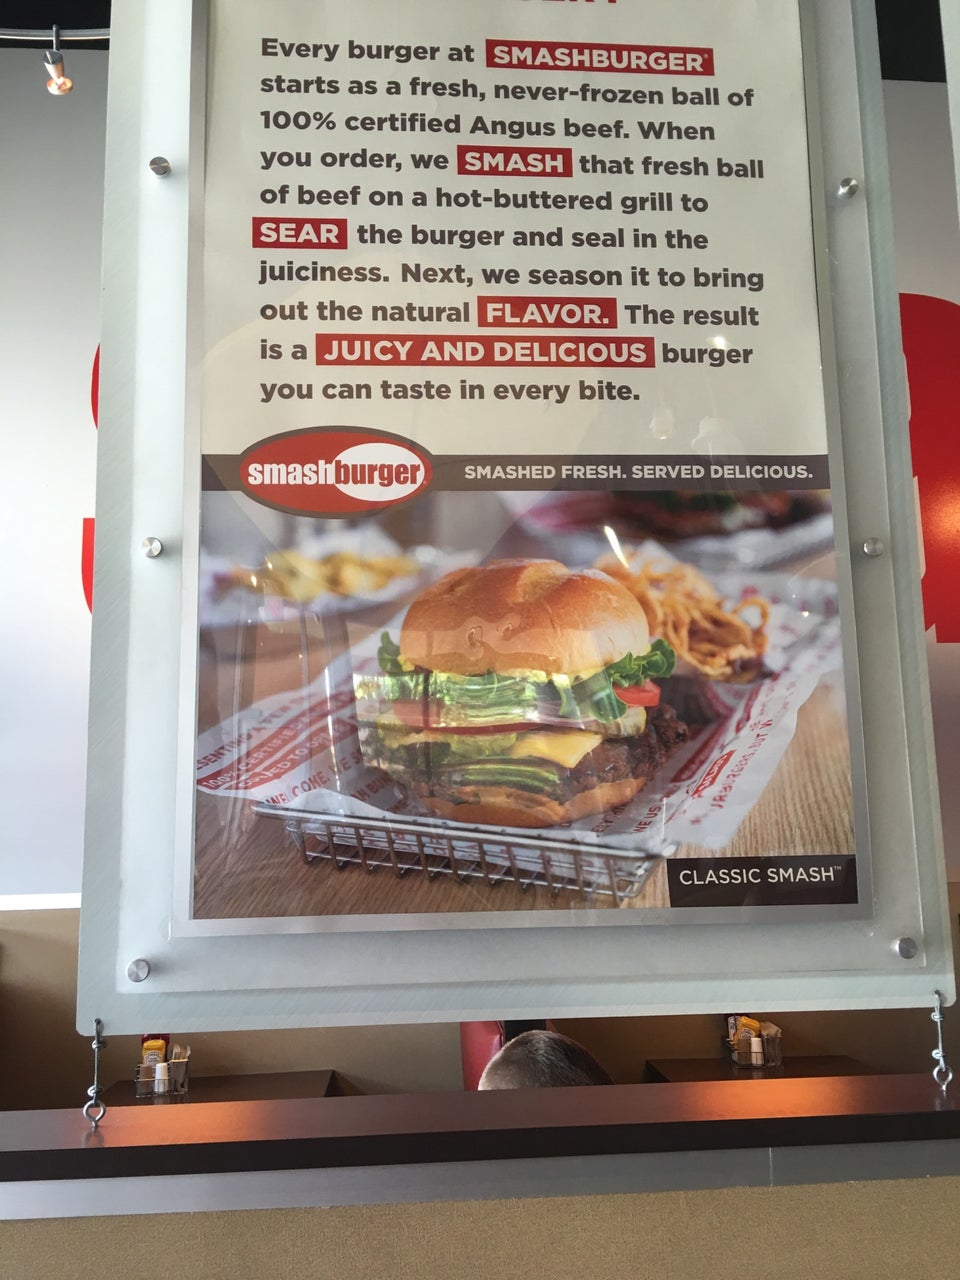 Every burger at SMASHBURGER®
starts as a fresh, never-frozen ball of
100% certified Angus beef. When
you order, we SMASH that fresh ball
of beef on a hot-buttered grill to
SEAR the burger and seal in the
juiciness. Next, we season it to bring
out the natural FLAVOR. The result
is a JUICY AND DELICIOUS burger
you can taste in every bite.
smashburger
SMASHED FRESH. SERVED DELICIOUS.
CLASSIC SMASH™